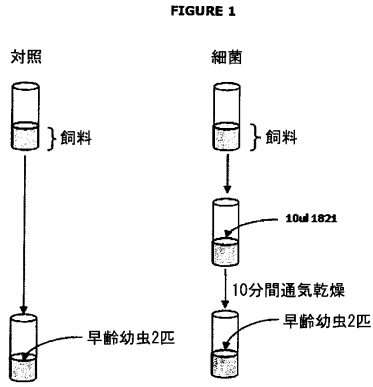 FIGURE 1
対照
細菌
飼料
飼料
10ul 1821
10分間通気乾燥
早齢幼虫2匹
早齢幼虫2匹